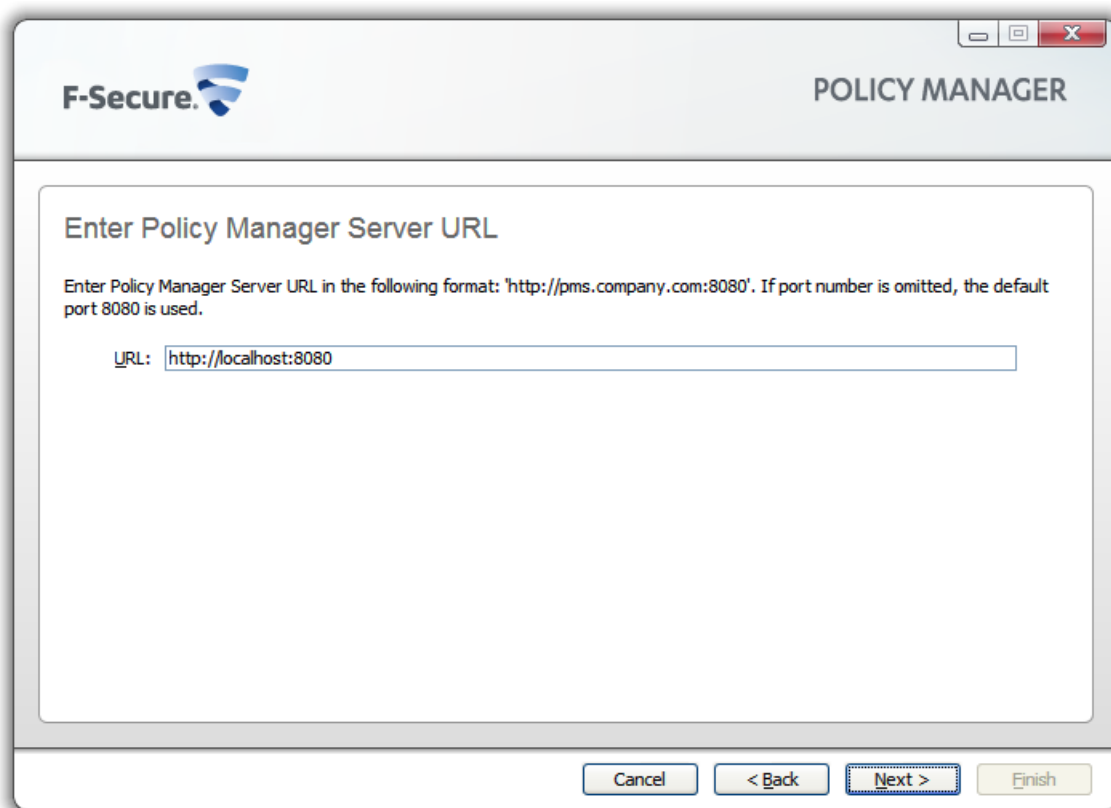 F-Secure.
POLICY MANAGER
Enter Policy Manager Server URL
Enter Policy Manager Server URL in the following format: 'http://pms.company.com:8080'. If port number is omitted, the default
port 8080 is used.
URL: http://localhost:8080
Cancel < Back Next > Finish